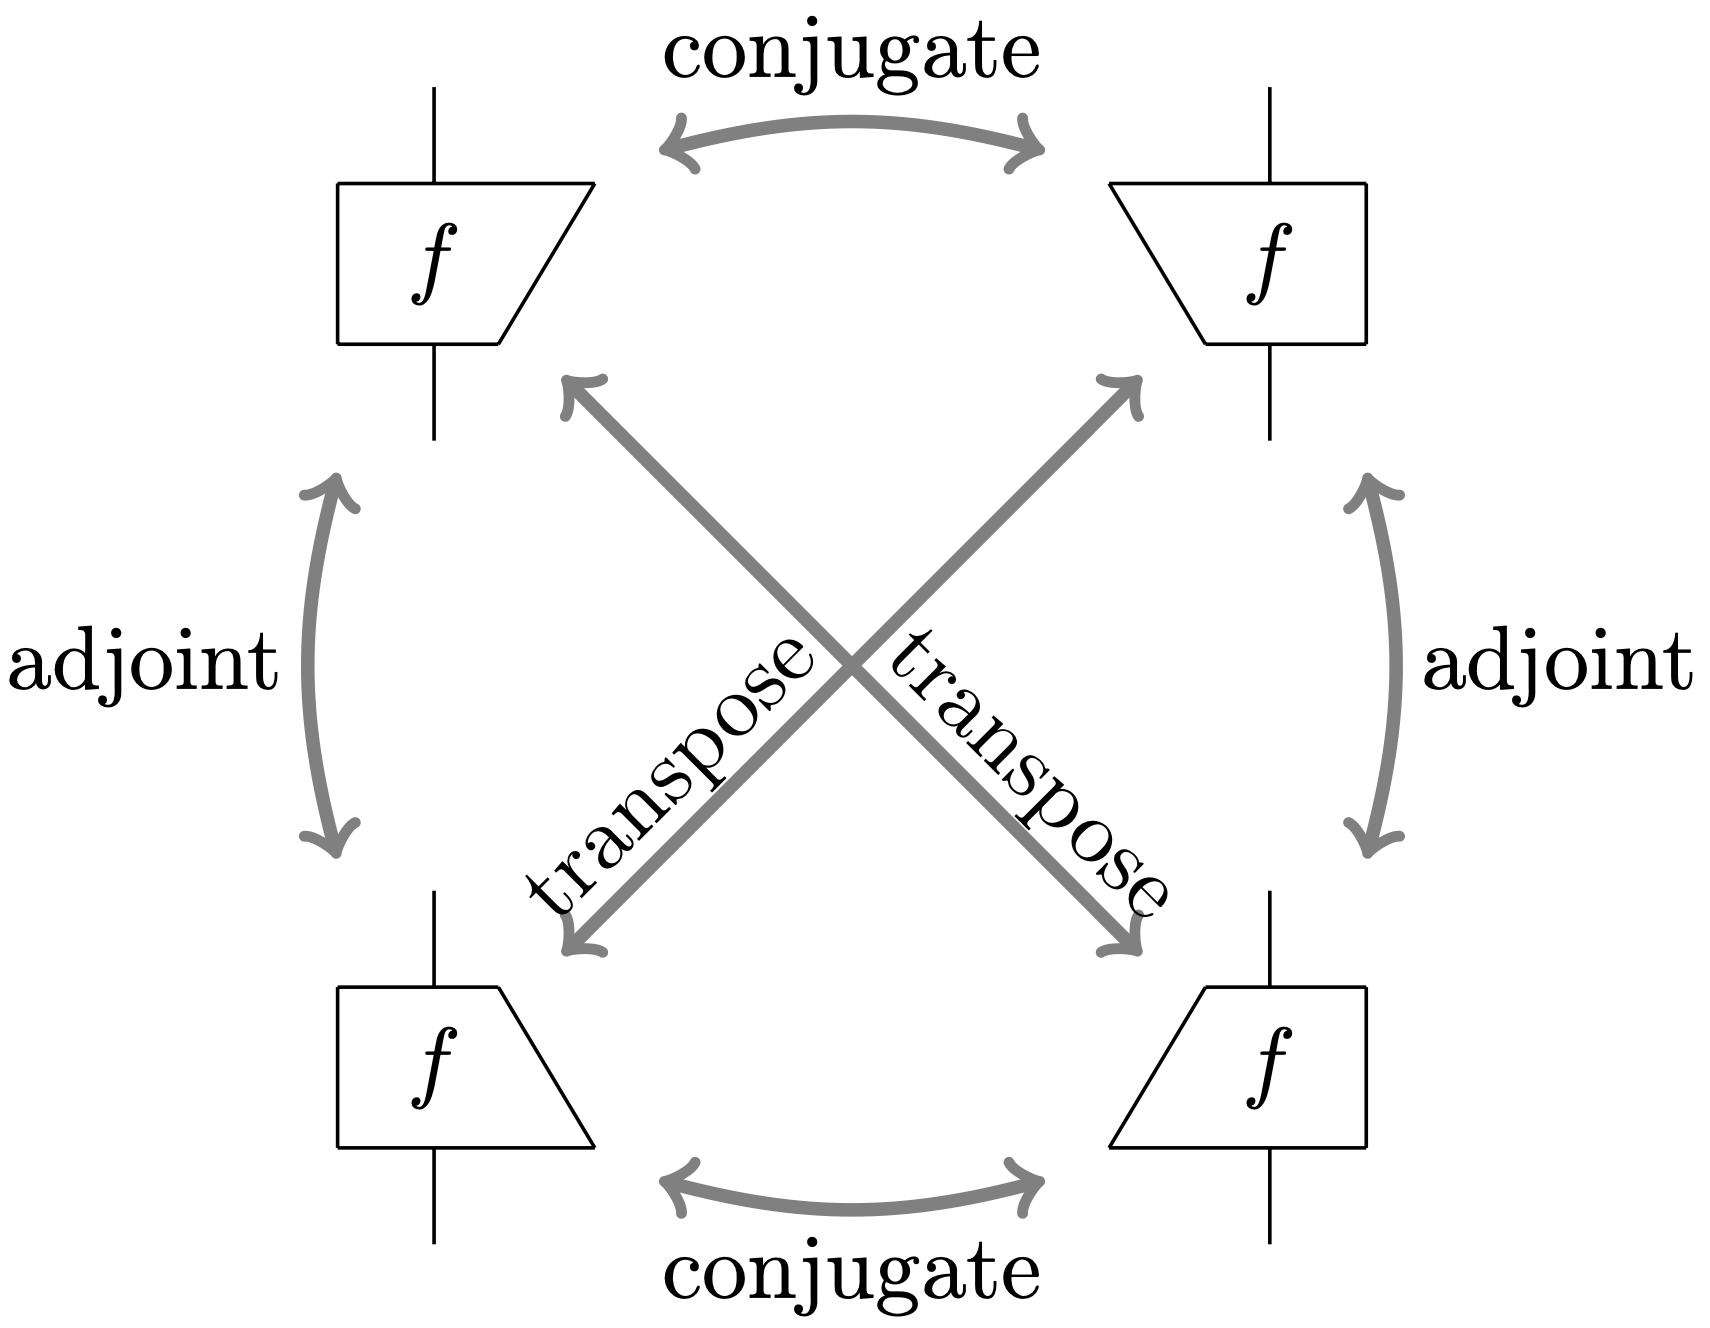 conjugate
f
f
adjoint
transpose
transpose
adjoint
f
f
conjugate